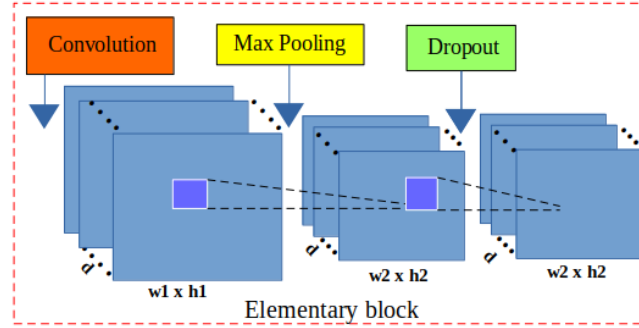 Convolution
Max Pooling
Dropout
d
d
d
w1 x h1
w2 x h2
w2 x h2
Elementary block